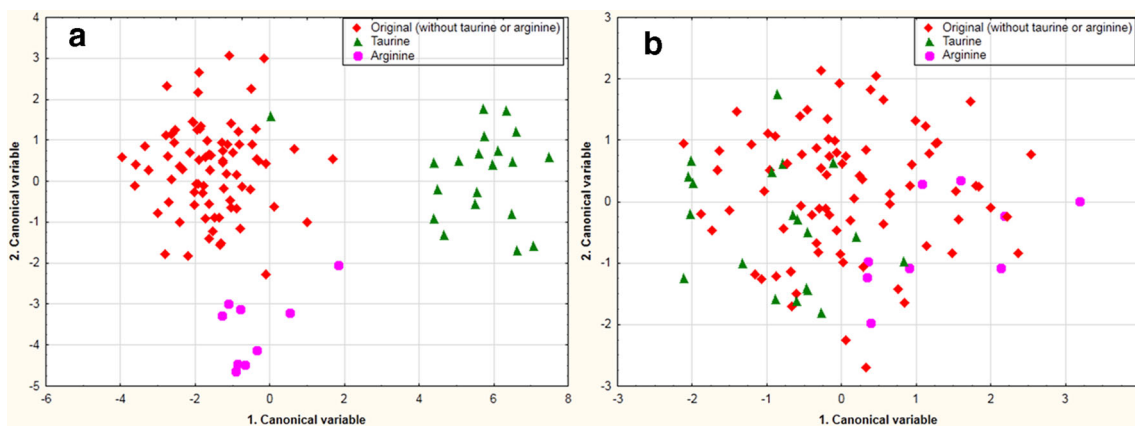 a
Original (without taurine or arginine)
Taurine
Arginine
4
3
2
1
0
-1
-2
-3
-4
-5
2. Canonical variable
-6
-4
-2
0
2
4
6
8
1. Canonical variable
b
Original (without taurine or arginine)
Taurine
Arginine
3
2
1
0
-1
-2
-3
2. Canonical variable
-3
-2
-1
0
1
2
3
4
1. Canonical variable